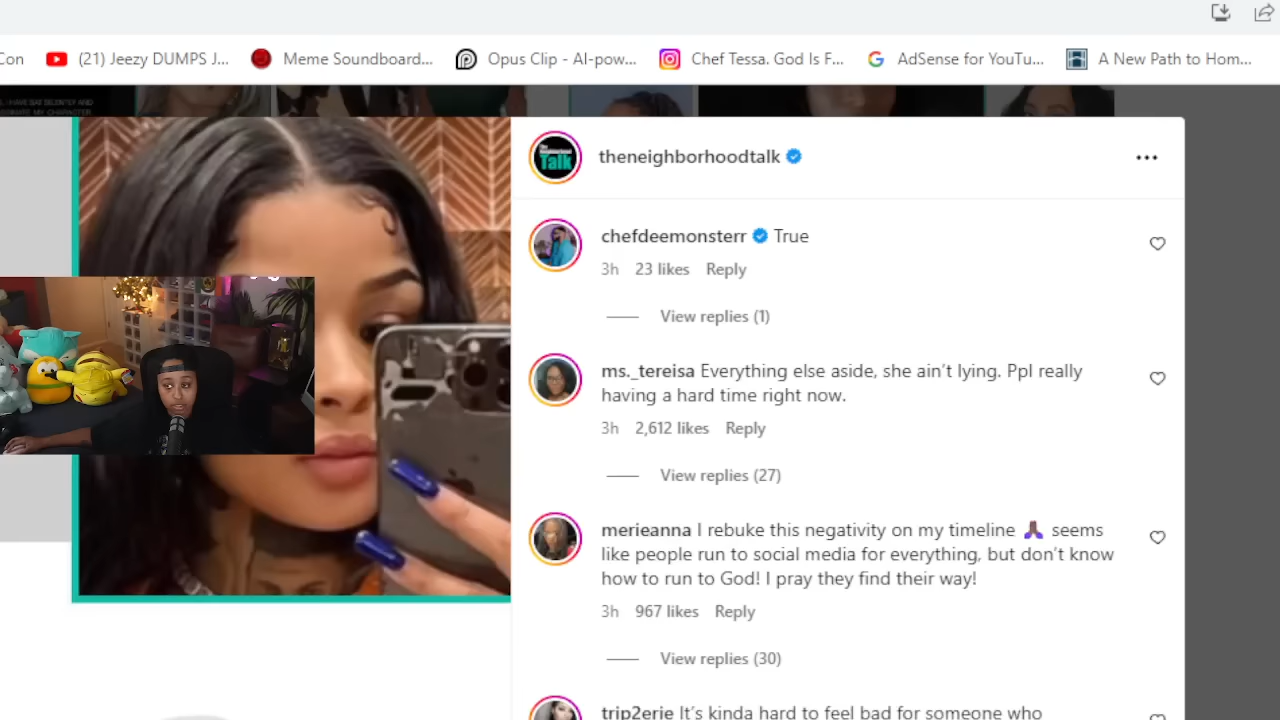 Con
(21) Jeezy DUMPS J...
Meme Soundboard...
Opus Clip - AI-pow...
Chef Tessa. God Is F...
AdSense for YouTu...
A New Path to Hom...
Talk
theneighborhoodtalk
chefdeemonsterr True
3h 23 likes Reply
View replies (1)
ms._tereisa Everything else aside, she ain't lying. Ppl really
having a hard time right now.
3h 2,612 likes Reply
View replies (27)
merieanna I rebuke this negativity on my timeline 🙏🏾 seems
like people run to social media for everything, but don't know
how to run to God! I pray they find their way!
3h 967 likes Reply
View replies (30)
trip2erie It's kinda hard to feel bad for someone who